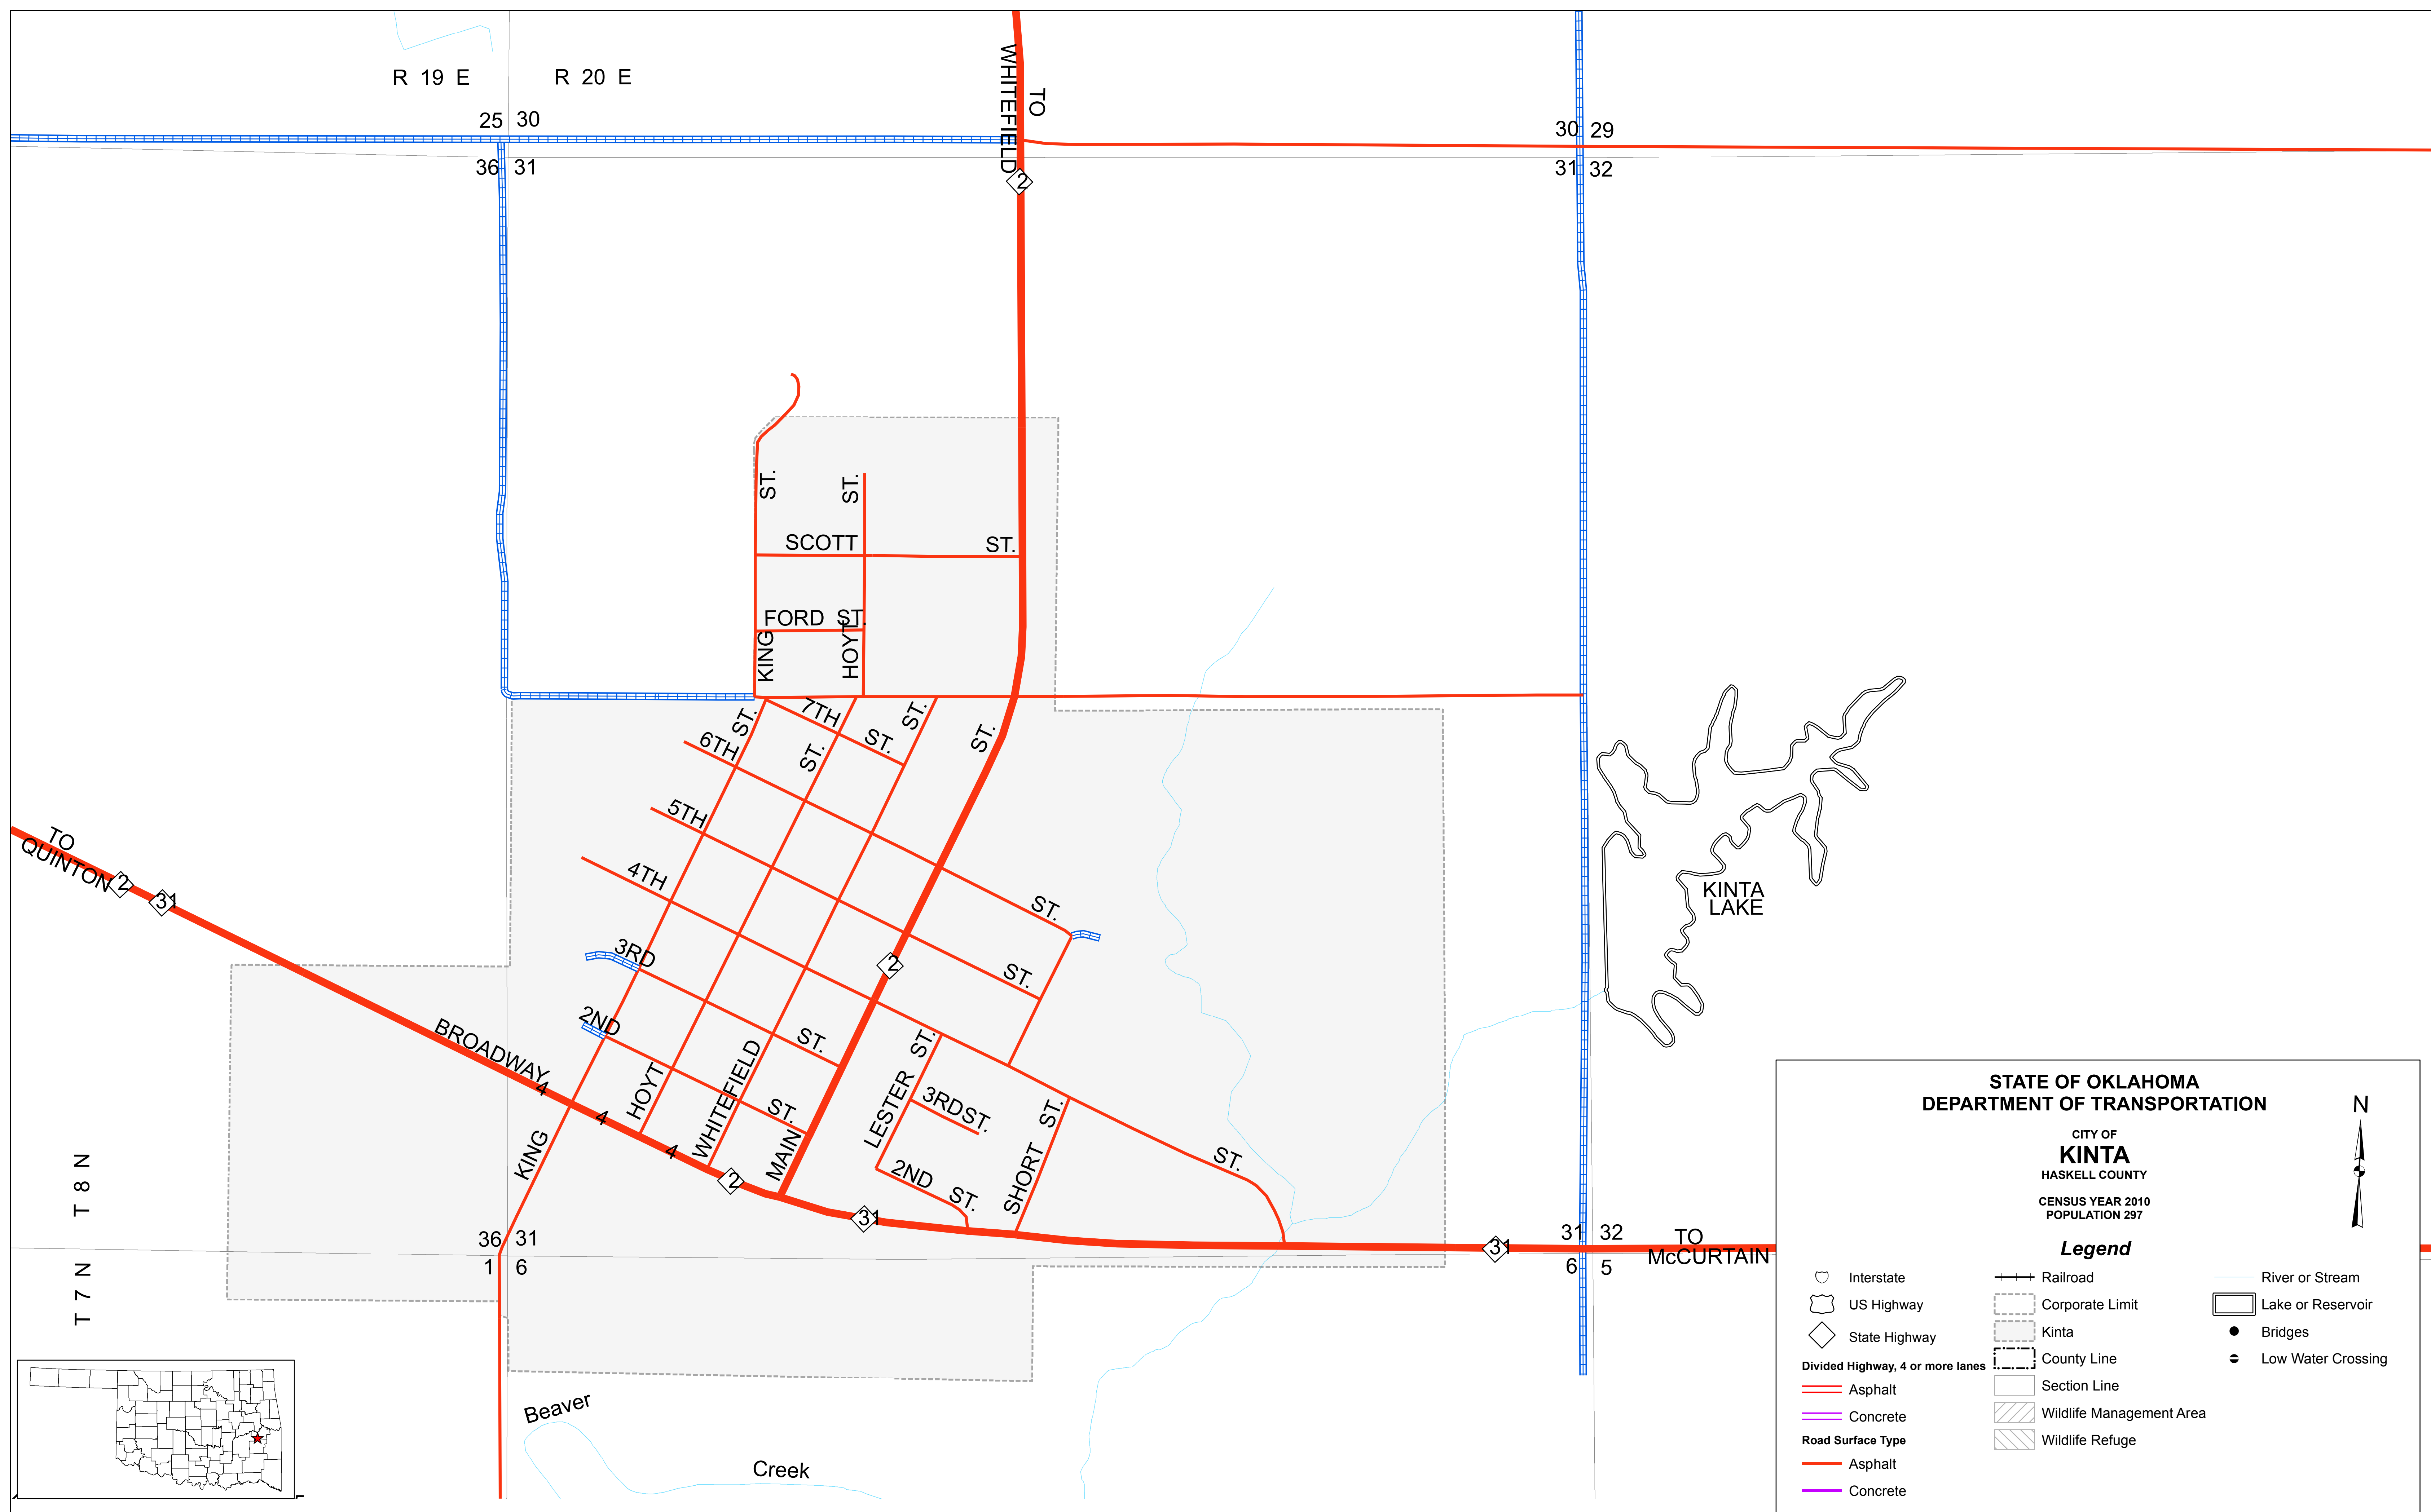 R 19 E
R 20 E
TO
WHITEFIELD
25
30
36
31
30
29
31
32
2
ST.
ST.
SCOTT
ST.
FORD ST.
KING
HOYT
ST.
7TH
ST.
ST.
ST.
ST.
6TH
ST.
5TH
ST.
4TH
ST.
3RD
ST.
2ND
ST.
TO
QUINTON
2
31
2
BROADWAY
4
4
4
KING
HOYT
WHITEFIELD
MAIN
2
31
LESTER ST.
3RD ST.
2ND ST.
SHORT ST.
KINTA
LAKE
T 8 N
T 7 N
36
31
1
6
31
31
32
6
5
TO
McCURTAIN
Beaver
Creek
STATE OF OKLAHOMA
DEPARTMENT OF TRANSPORTATION
N
CITY OF
KINTA
HASKELL COUNTY
CENSUS YEAR 2010
POPULATION 297
Legend
Interstate
US Highway
State Highway
Divided Highway, 4 or more lanes
Asphalt
Concrete
Road Surface Type
Asphalt
Concrete
Railroad
Corporate Limit
Kinta
County Line
Section Line
Wildlife Management Area
Wildlife Refuge
River or Stream
Lake or Reservoir
Bridges
Low Water Crossing